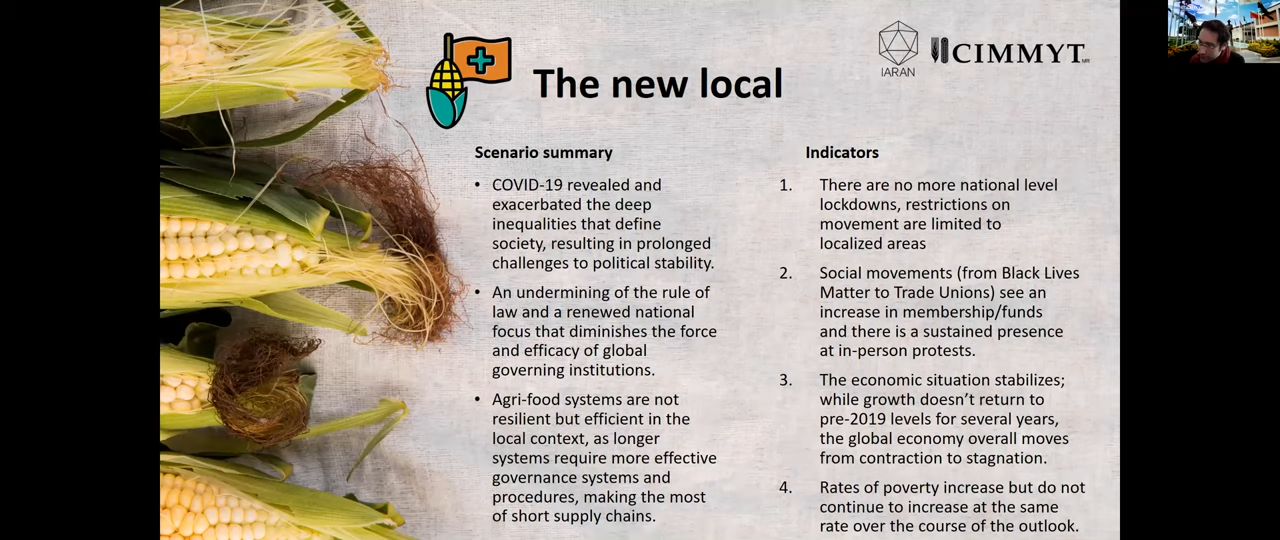 The new local
IARAN
CIMMYT
MR
Scenario summary
• COVID-19 revealed and
exacerbated the deep
inequalities that define
society, resulting in prolonged
challenges to political stability.
• An undermining of the rule of
law and a renewed national
focus that diminishes the force
and efficacy of global
governing institutions.
• Agri-food systems are not
resilient but efficient in the
local context, as longer
systems require more effective
governance systems and
procedures, making the most
of short supply chains.
Indicators
1. There are no more national level
lockdowns, restrictions on
movement are limited to
localized areas
2. Social movements (from Black Lives
Matter to Trade Unions) see an
increase in membership/funds
and there is a sustained presence
at in-person protests.
3. The economic situation stabilizes;
while growth doesn't return to
pre-2019 levels for several years,
the global economy overall moves
from contraction to stagnation.
4. Rates of poverty increase but do not
continue to increase at the same
rate over the course of the outlook.